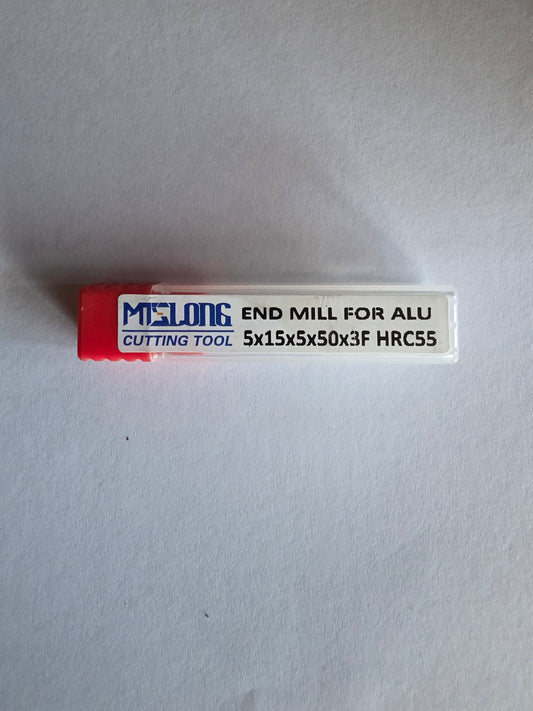 MTSLONG
CUTTING TOOL
END MILL FOR ALU
5x15x5x50x3F HRC55